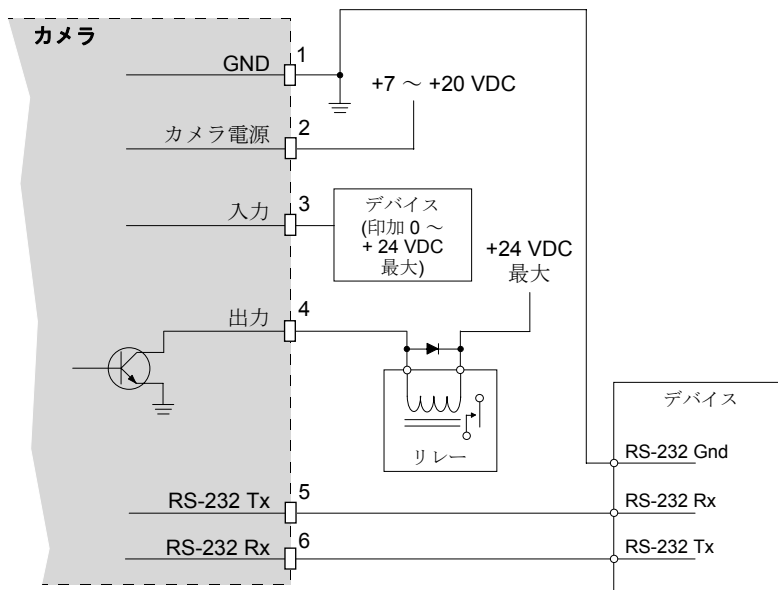 カメラ
GND
1
+7 ～ +20 VDC
カメラ電源
2
入力
3
デバイス
(印加 0 ～
+ 24 VDC
最大)
+24 VDC
最大
出力
4
リレー
デバイス
RS-232 Gnd
RS-232 Tx
5
RS-232 Rx
RS-232 Rx
6
RS-232 Tx